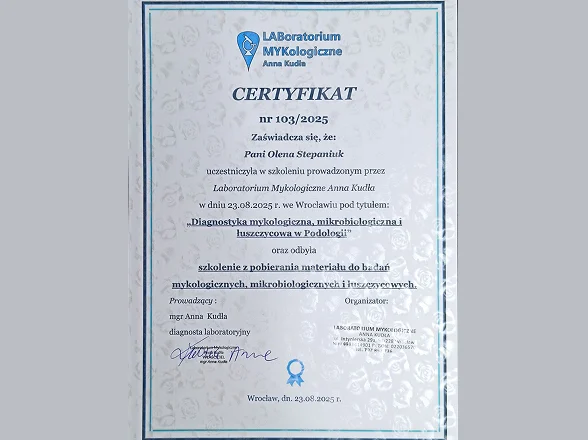 LABoratorium
MYKologiczne
Anna Kudła
CERTYFIKAT
nr 103/2025
Zaświadcza się, że:
Pani Olena Stepaniuk
uczestniczyła w szkoleniu prowadzonym przez
Laboratorium Mykologiczne Anna Kudła
w dniu 23.08.2025 r. we Wrocławiu pod tytułem:
„Diagnostyka mykologiczna, mikrobiologiczna i
łuszczycowa w Podologii”
oraz odbyła
szkolenie z pobierania materiału do badań
mykologicznych, mikrobiologicznych i łuszczycowych.
Prowadzący : Organizator:
mgr Anna Kudła
diagnosta laboratoryjny
LABORATORIUM MYKOLOGICZNE
ANNA KUDŁA
mgr Anna Kudła
Wrocław, dn. 23.08.2025 r.